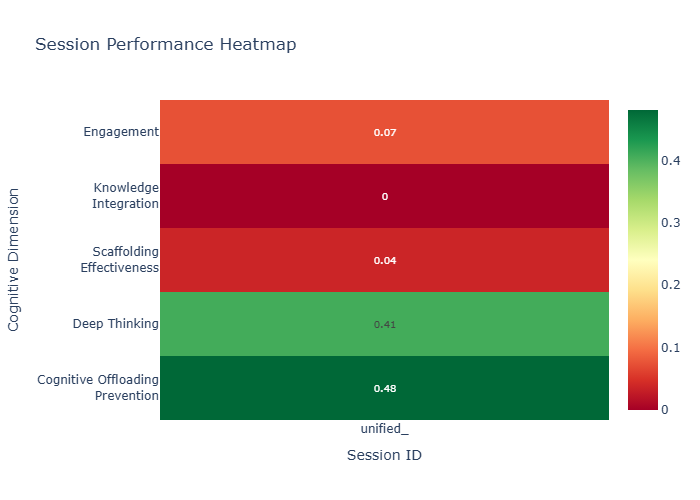 Session Performance Heatmap
Engagement
0.07
Knowledge
Integration
0
Scaffolding
Effectiveness
0.04
Deep Thinking
0.41
Cognitive Offloading
Prevention
0.48
Cognitive Dimension
unified_
Session ID
0.4
0.3
0.2
0.1
0